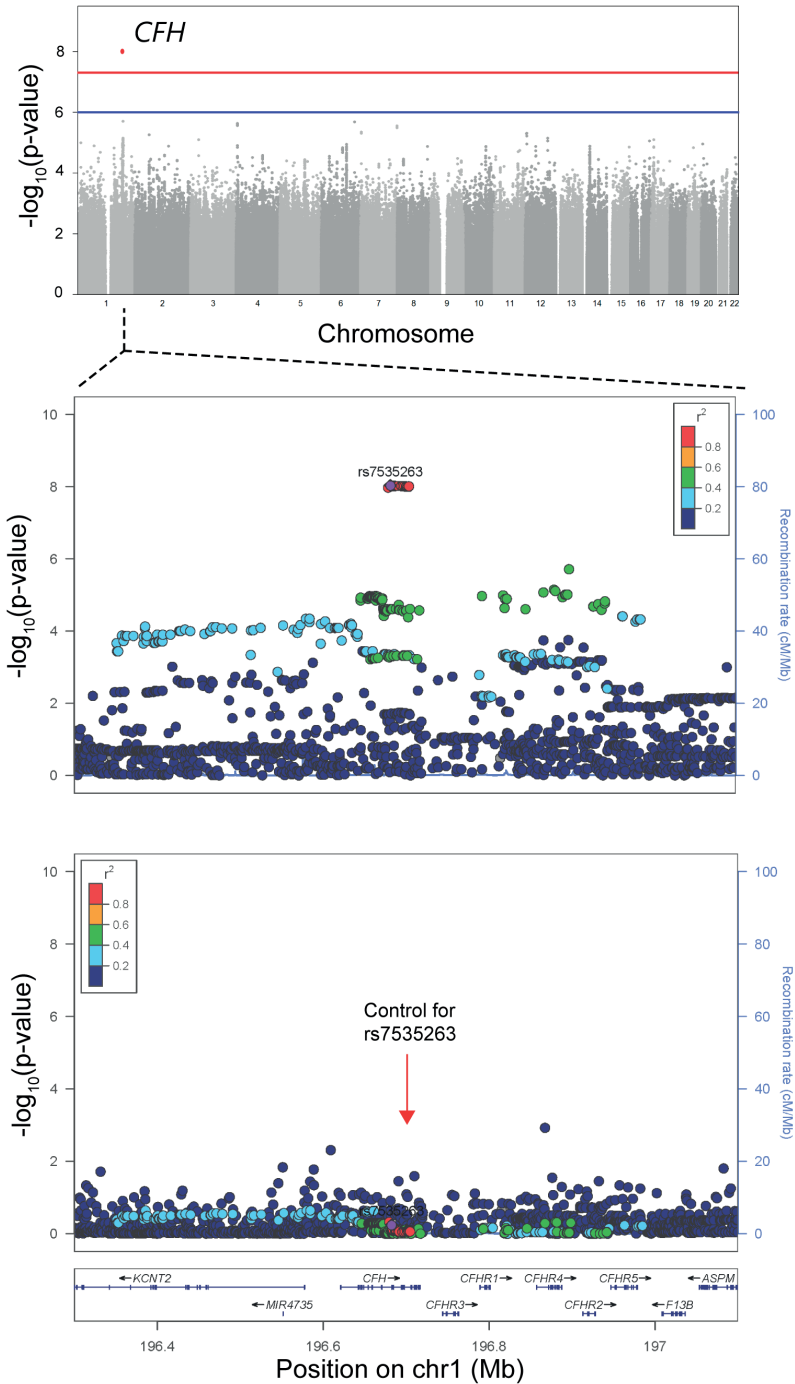 CFH
8
6
4
2
0
-log10(p-value)
1 2 3 4 5 6 7 8 9 10 11 12 13 14 15 16 17 18 19 20 21 22
Chromosome
10
8
6
4
2
0
-log10(p-value)
rs7535263
r2
0.8
0.6
0.4
0.2
100
80
60
40
20
0
Recombination rate (cM/Mb)
10
8
6
4
2
0
-log10(p-value)
r2
0.8
0.6
0.4
0.2
Control for
rs7535263
rs7535263
100
80
60
40
20
0
Recombination rate (cM/Mb)
←KCNT2 CFH→ CFHR1→ CFHR4→ CFHR5→ ←ASPM
←MIR4735 CFHR3→ CFHR2→ ←F13B
196.4 196.6 196.8 197
Position on chr1 (Mb)